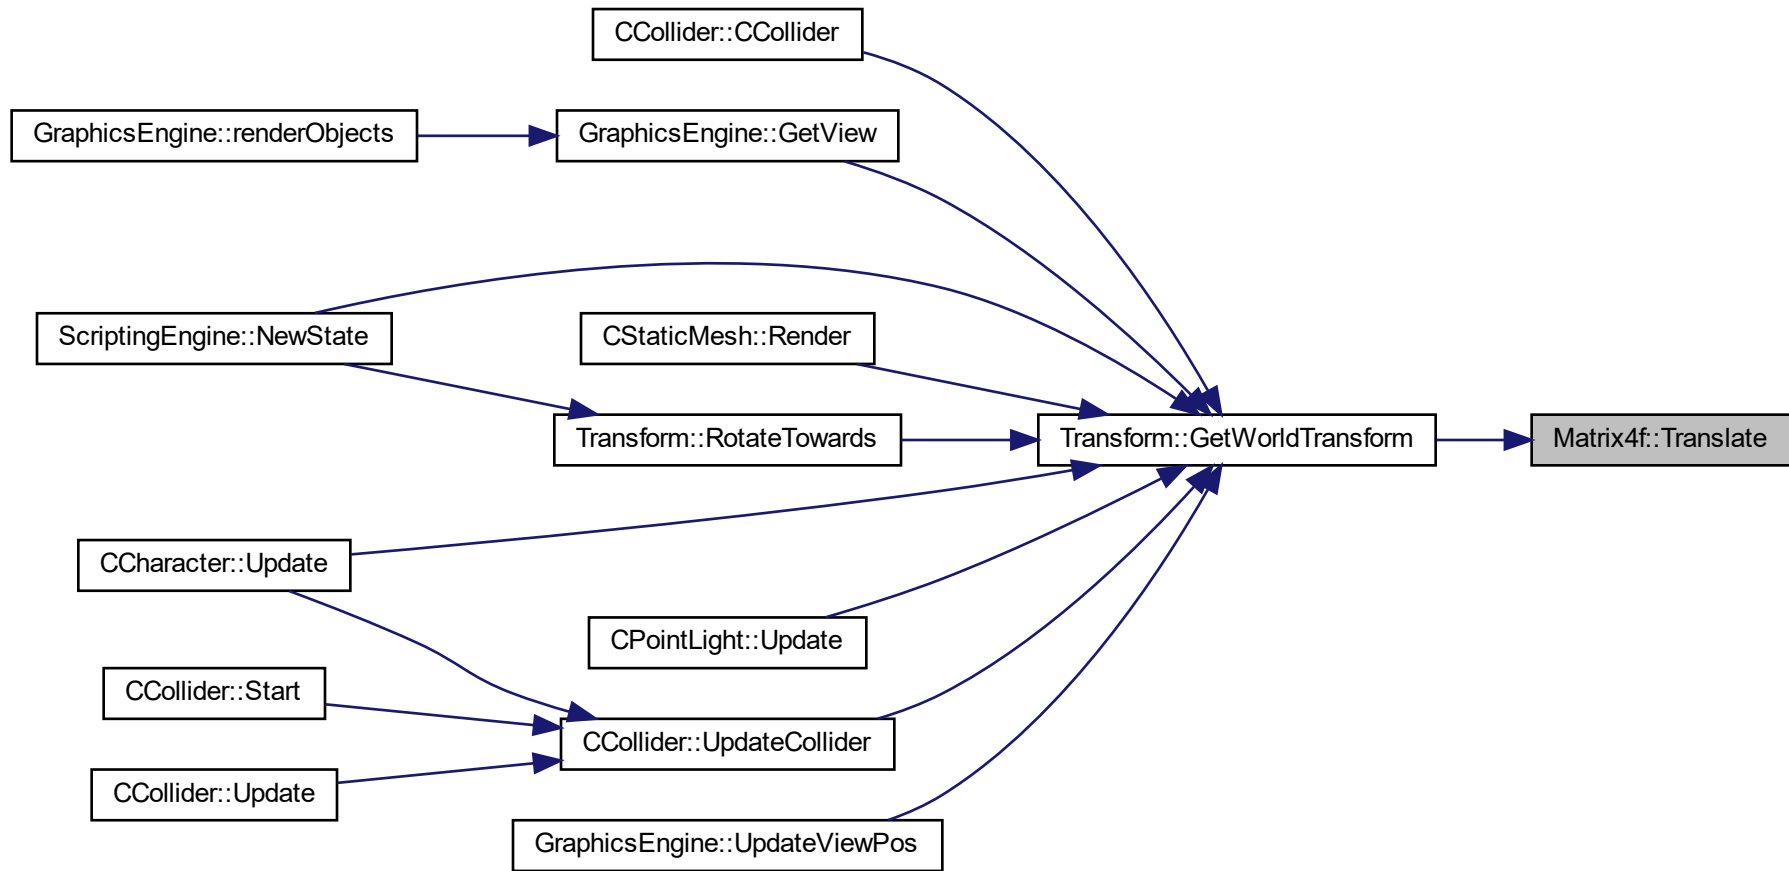 CCollider::CCollider
GraphicsEngine::renderObjects
GraphicsEngine::GetView
ScriptingEngine::NewState
CStaticMesh::Render
Transform::RotateTowards
Transform::GetWorldTransform
Matrix4f::Translate
CCharacter::Update
CPointLight::Update
CCollider::Start
CCollider::UpdateCollider
CCollider::Update
GraphicsEngine::UpdateViewPos